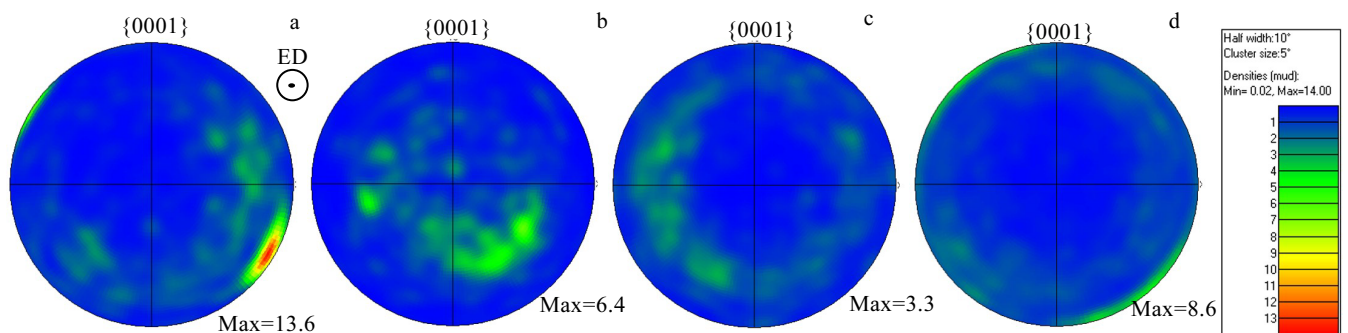 a
{0001}
ED
Max=13.6
b
{0001}
Max=6.4
c
{0001}
Max=3.3
d
{0001}
Max=8.6
Half width:10°
Cluster size:5°
Densities (mud):
Min= 0.02, Max=14.00
1
2
3
4
5
6
7
8
9
10
11
12
13